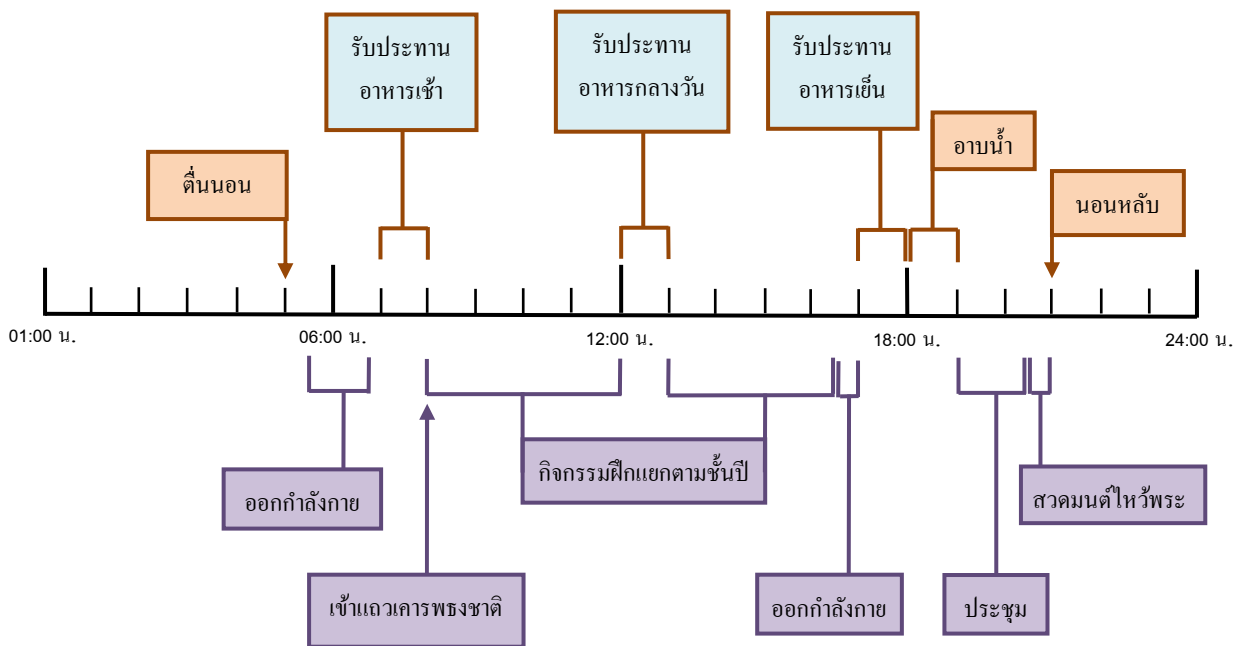 รับประทาน
อาหารเช้า
รับประทาน
อาหารกลางวัน
รับประทาน
อาหารเย็น
อาบน้ำ
ตื่นนอน
นอนหลับ
01:00 น.
06:00 น.
12:00 น.
18:00 น.
24:00 น.
กิจกรรมฝึกแยกตามชั้นปี
ออกกำลังกาย
สวดมนต์ไหว้พระ
เข้าแถวเคารพธงชาติ
ออกกำลังกาย
ประชุม